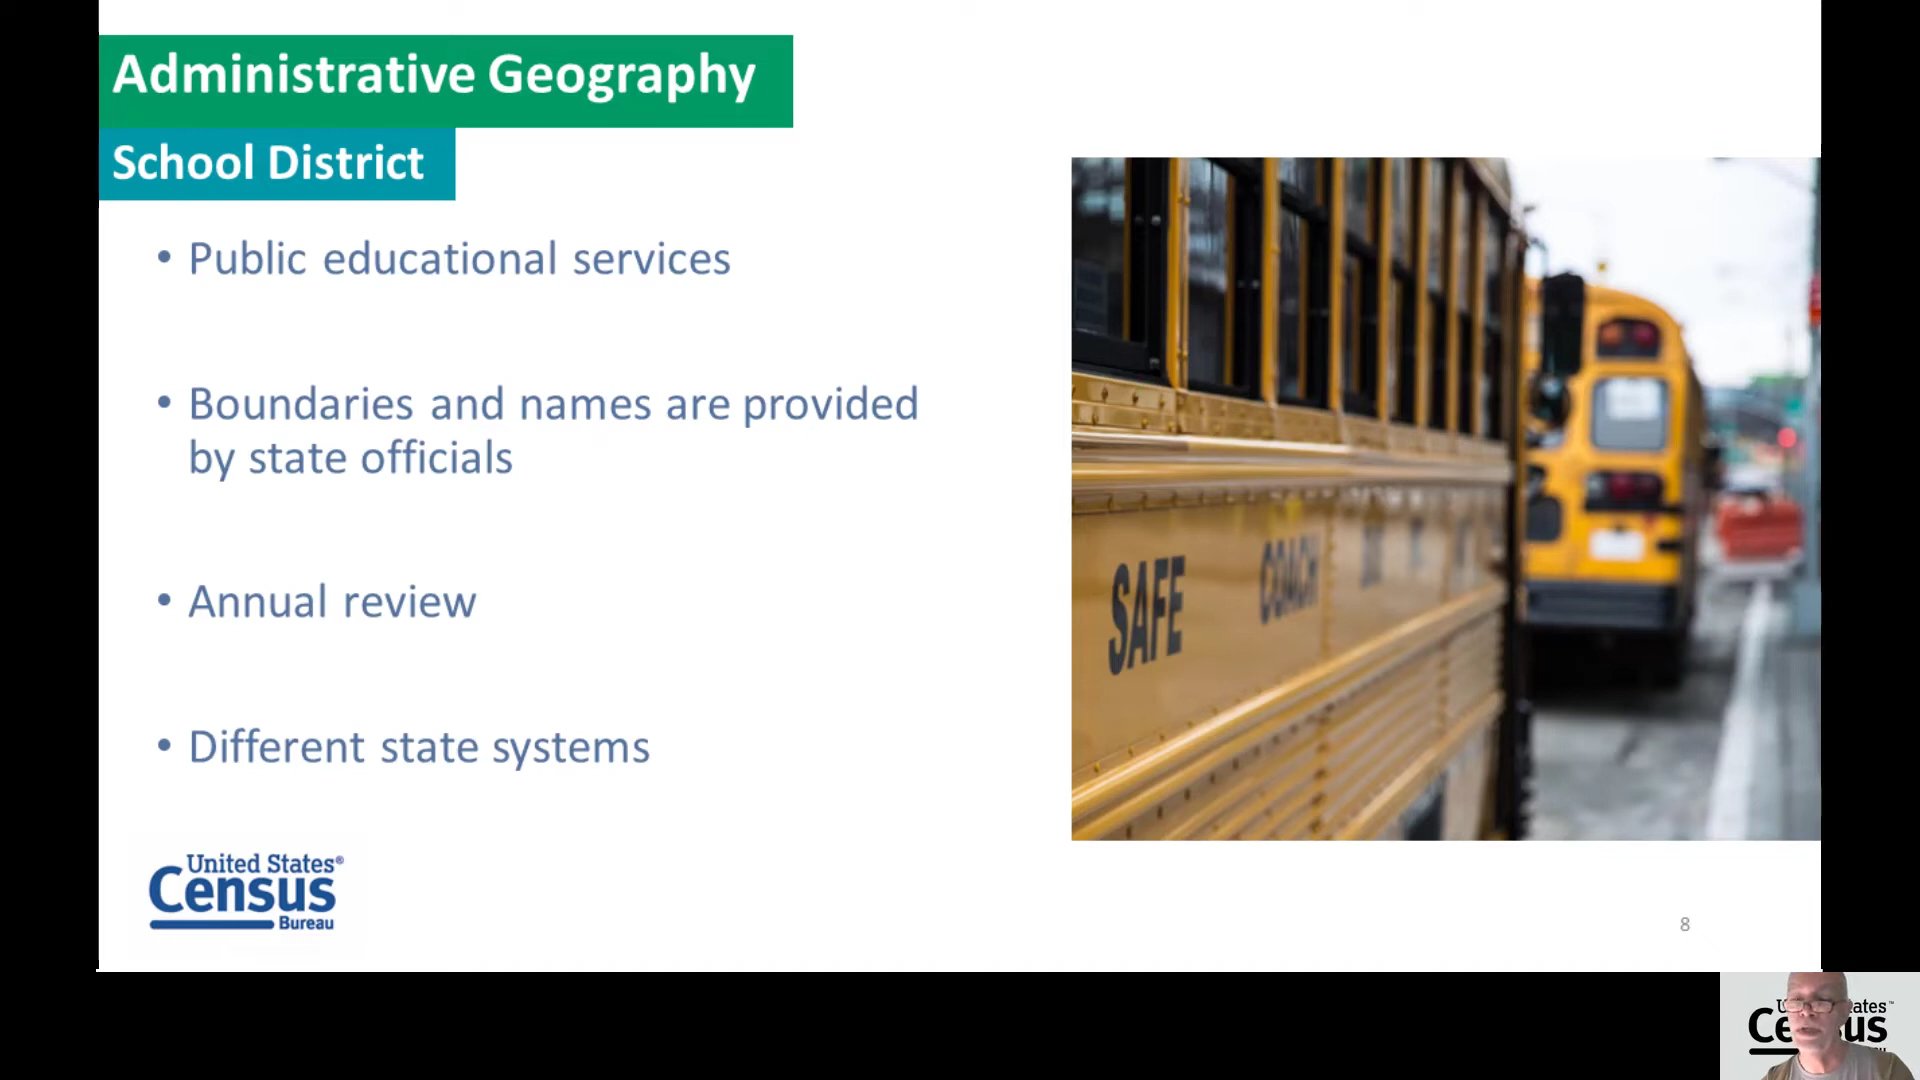 Administrative Geography
School District
• Public educational services
• Boundaries and names are provided
by state officials
• Annual review
• Different state systems
SAFE COACH
United States®
Census
Bureau
8